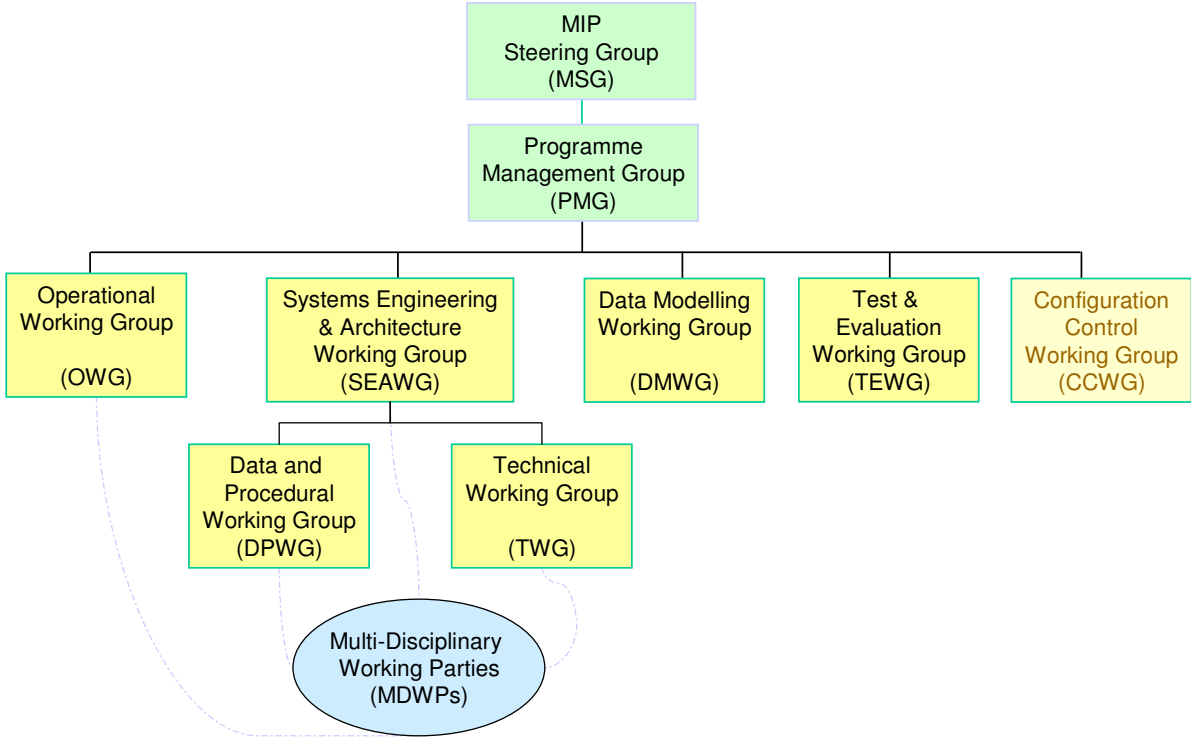 MIP
Steering Group
(MSG)
Programme
Management Group
(PMG)
Operational
Working Group
(OWG)
Systems Engineering
& Architecture
Working Group
(SEAWG)
Data Modelling
Working Group
(DMWG)
Test &
Evaluation
Working Group
(TEWG)
Configuration
Control
Working Group
(CCWG)
Data and
Procedural
Working Group
(DPWG)
Technical
Working Group
(TWG)
Multi-Disciplinary
Working Parties
(MDWPs)